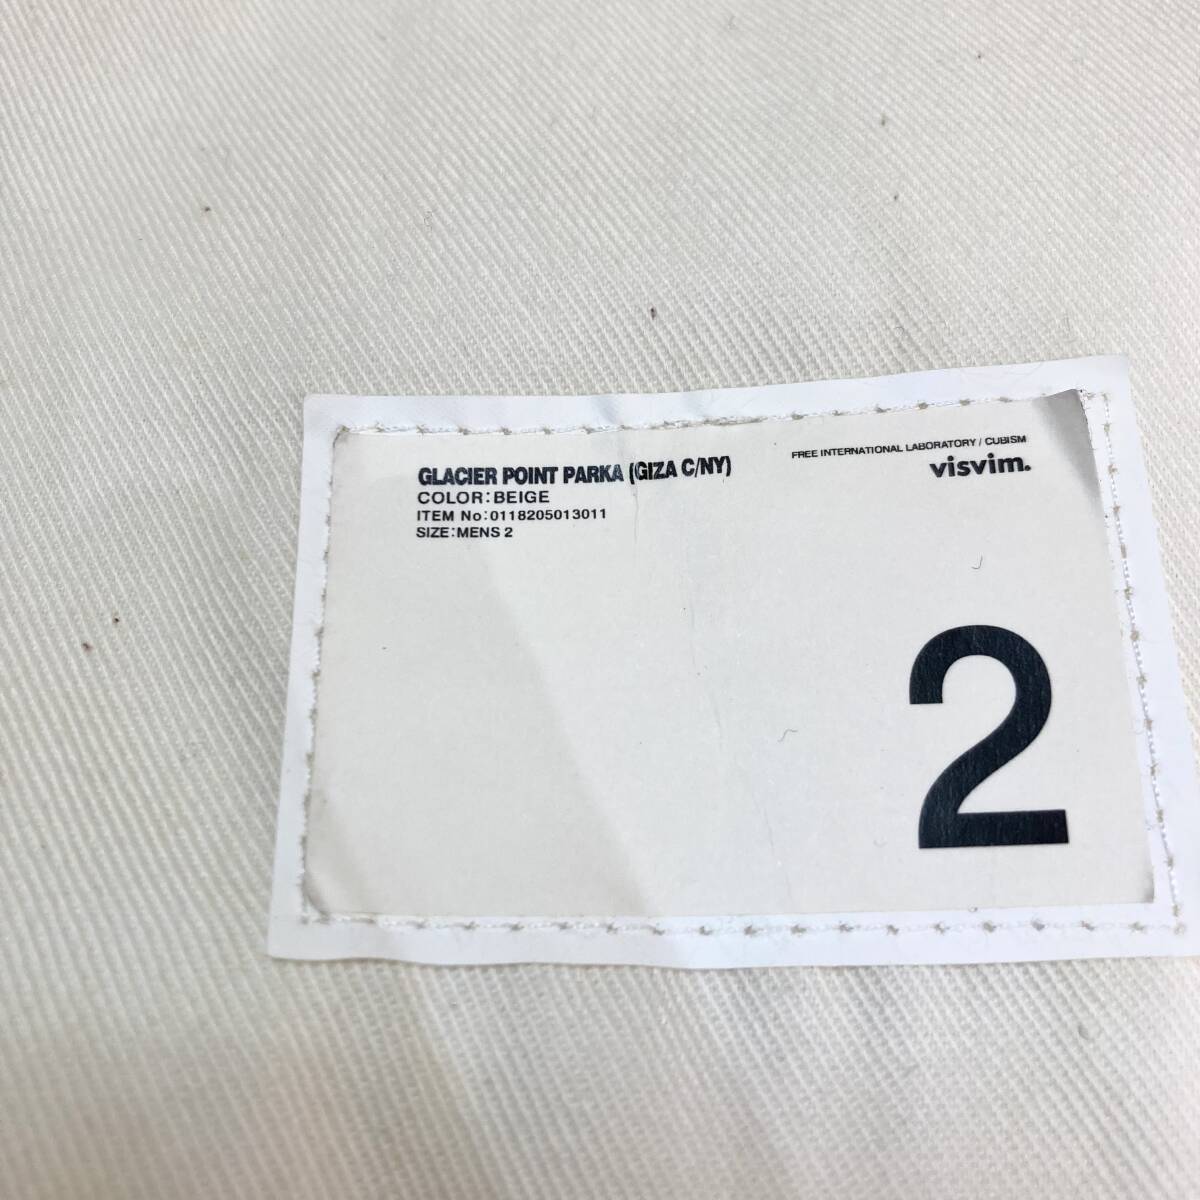 GLACIER POINT PARKA (GIZA C/NY)
COLOR:BEIGE
ITEM No:0118205013011
SIZE:MENS 2
FREE INTERNATIONAL LABORATORY / CUBISM
visvim.
2